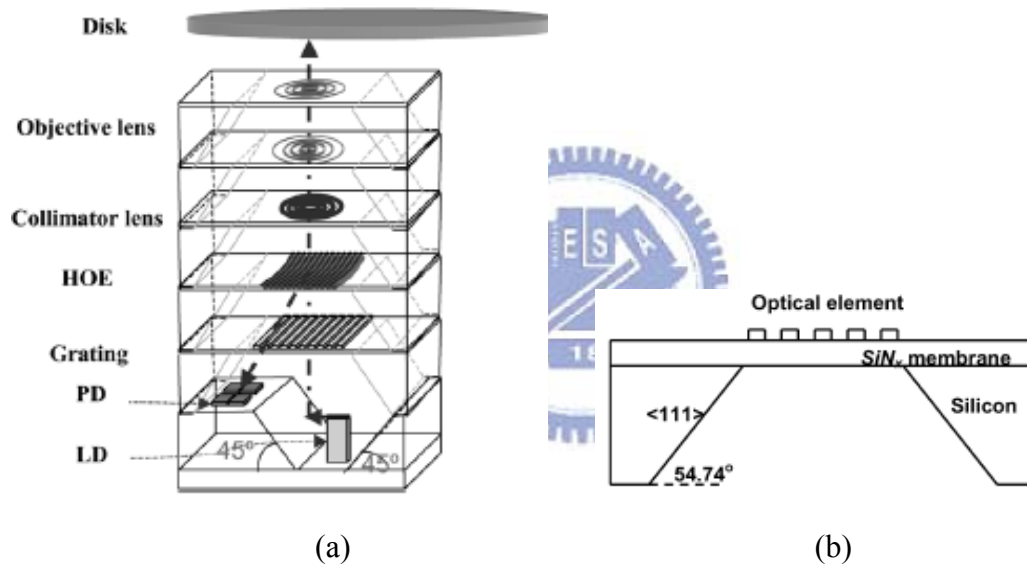 Disk
Objective lens
Collimator lens
HOE
Grating
PD
LD
45°
45°
(a)
E S A
18
Optical element
SiNx membrane
<111>
Silicon
54.74°
(b)